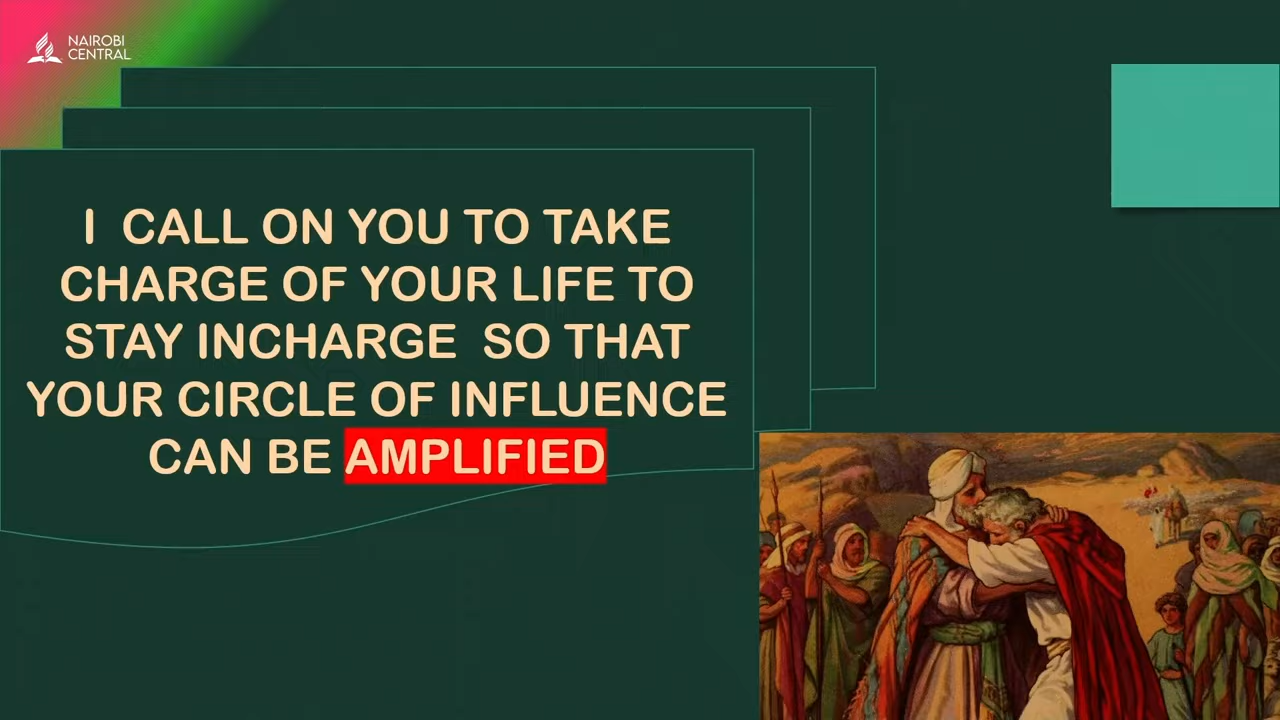 NAIROBI
CENTRAL
I CALL ON YOU TO TAKE
CHARGE OF YOUR LIFE TO
STAY INCHARGE SO THAT
YOUR CIRCLE OF INFLUENCE
CAN BE AMPLIFIED